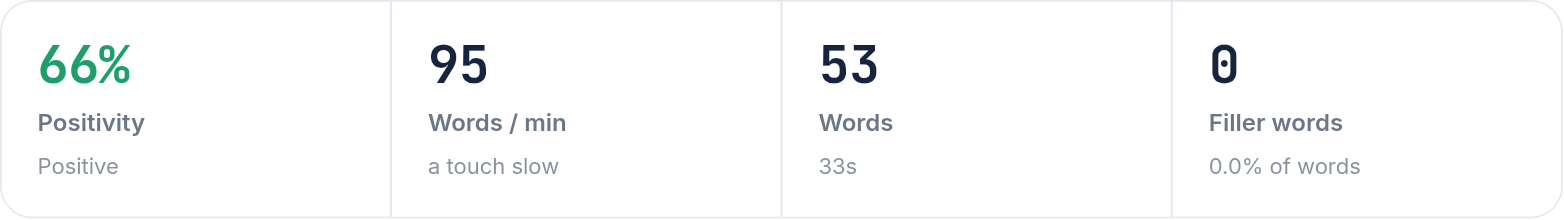 66%
Positivity
Positive
95
Words / min
a touch slow
53
Words
33s
0
Filler words
0.0% of words